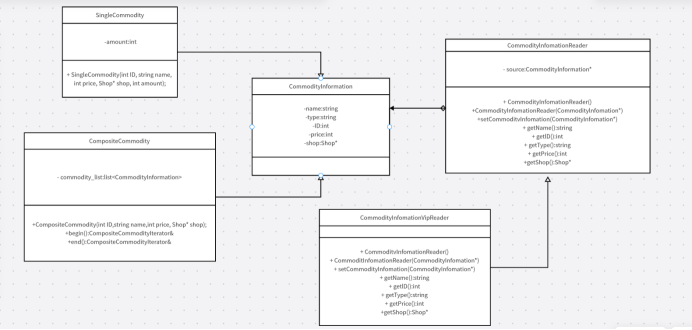 SingleCommodity
-amount:int
+ SingleCommodity(int ID, string name,
int price, Shop* shop, int amount);
CommodityInfomationReader
- source:CommodityInformation*
+ CommodityInfomationReader()
+CommodityInfomationReader(CommodityInfomation*)
+setCommodityInfomation(CommodityInfomation*)
+ getName():string
+ getID():int
+ getType():string
+ getPrice():int
+getShop():Shop*
CommodityInformation
-name:string
-type:string
-ID:int
-price:int
-shop:Shop*
CompositeCommodity
- commodity_list:list<CommodityInformation>
+CompositeCommodity(int ID,string name,int price, Shop* shop);
+begin():CompositeCommodityIterator&
+end():CompositeCommodityIterator&
CommodityInfomationVipReader
+ CommodityInfomationReader()
+ CommoditInfomationReader(CommodityInfomation*)
+ setCommodityInfomation(CommodityInfomation*)
+ getName():string
+ getID():int
+ getType():string
+ getPrice():int
+getShop():Shop*